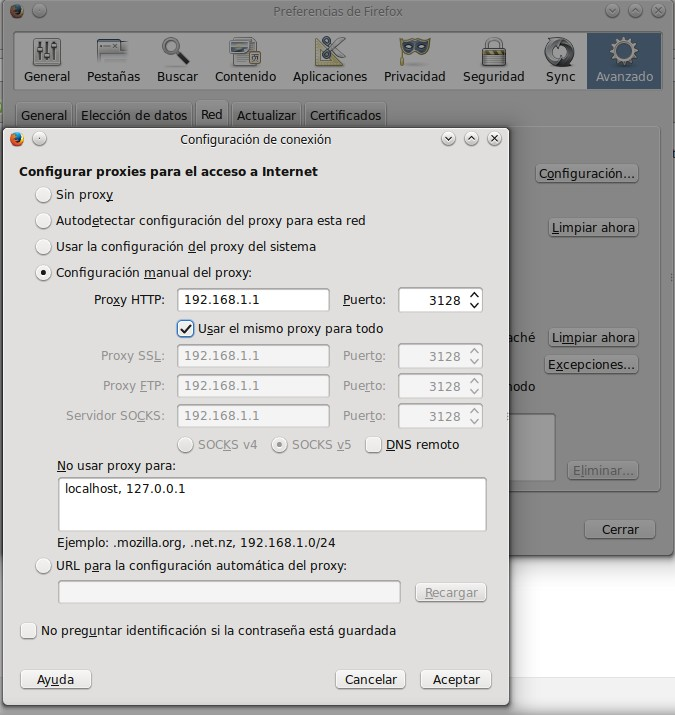 Preferencias de Firefox
General Pestañas Buscar Contenido Aplicaciones Privacidad Seguridad Sync Avanzado
General Elección de datos Red Actualizar Certificados
Configuración de conexión
Configurar proxies para el acceso a Internet
Sin proxy
Configuración...
Autodetectar configuración del proxy para esta red
Limpiar ahora
Usar la configuración del proxy del sistema
Configuración manual del proxy:
Proxy HTTP: 192.168.1.1 Puerto: 3128
Usar el mismo proxy para todo
aché Limpiar ahora
Proxy SSL: 192.168.1.1 Puerto: 3128
Excepciones...
Proxy FTP: 192.168.1.1 Puerto: 3128
modo
Servidor SOCKS: 192.168.1.1 Puerto: 3128
SOCKS v4 SOCKS v5 DNS remoto
No usar proxy para:
Eliminar...
localhost, 127.0.0.1
Cerrar
Ejemplo: .mozilla.org, .net.nz, 192.168.1.0/24
URL para la configuración automática del proxy:
Recargar
No preguntar identificación si la contraseña está guardada
Ayuda Cancelar Aceptar